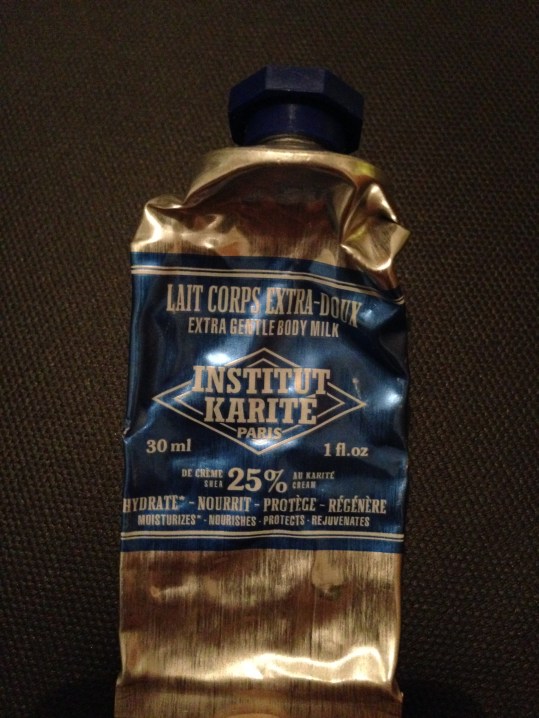 LAIT CORPS EXTRA-DOUX
EXTRA GENTLE BODY MILK
INSTITUT
KARITÉ
PARIS
30 ml 1 fl.oz
DE CRÈME 25% AU KARITÉ
SHEA CREAM
HYDRATE* - NOURRIT - PROTÈGE - RÉGÉNÈRE
MOISTURIZES* - NOURISHES - PROTECTS - REJUVENATES